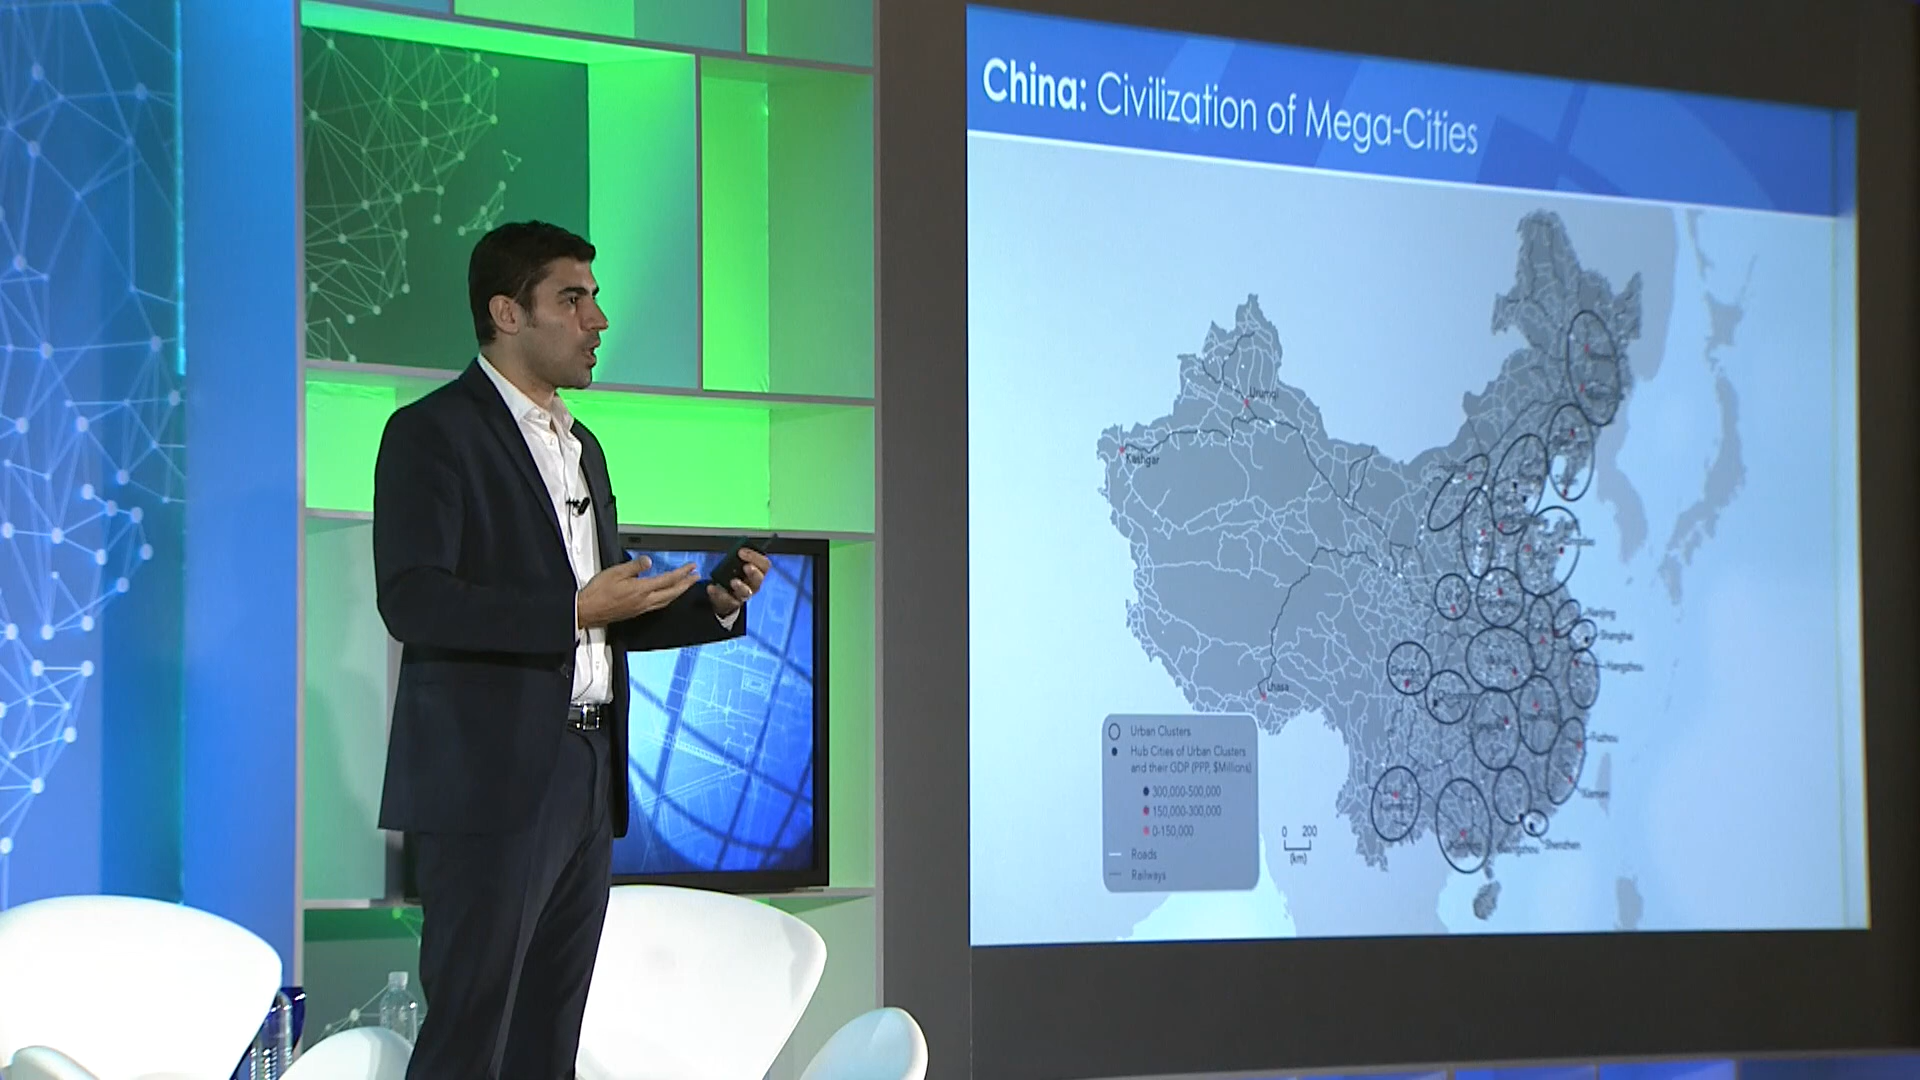 China: Civilization of Mega-Cities
Urumqi
Kashgar
Nanjing
Shanghai
Hangzhou
Lhasa
Fuzhou
Xiamen
Shenzhen
Guangzhou
Urban Clusters
Hub Cities of Urban Clusters
and their GDP (PPP, $Millions)
300,000-500,000
150,000-300,000
0-150,000
Roads
Railways
0 200
(km)